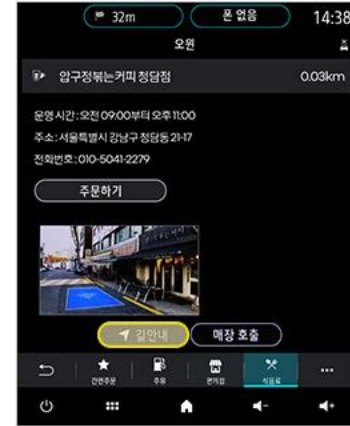 32m
폰 없음
14:38
오윈
압구정볶는커피 청담점
0.03km
운영 시간 : 오전 09:00부터 오후 11:00
주소 : 서울특별시 강남구 청담동 21-17
전화번호 : 010-5041-2279
주문하기
길안내
매장 호출
간편주문
주유
편의점
식음료